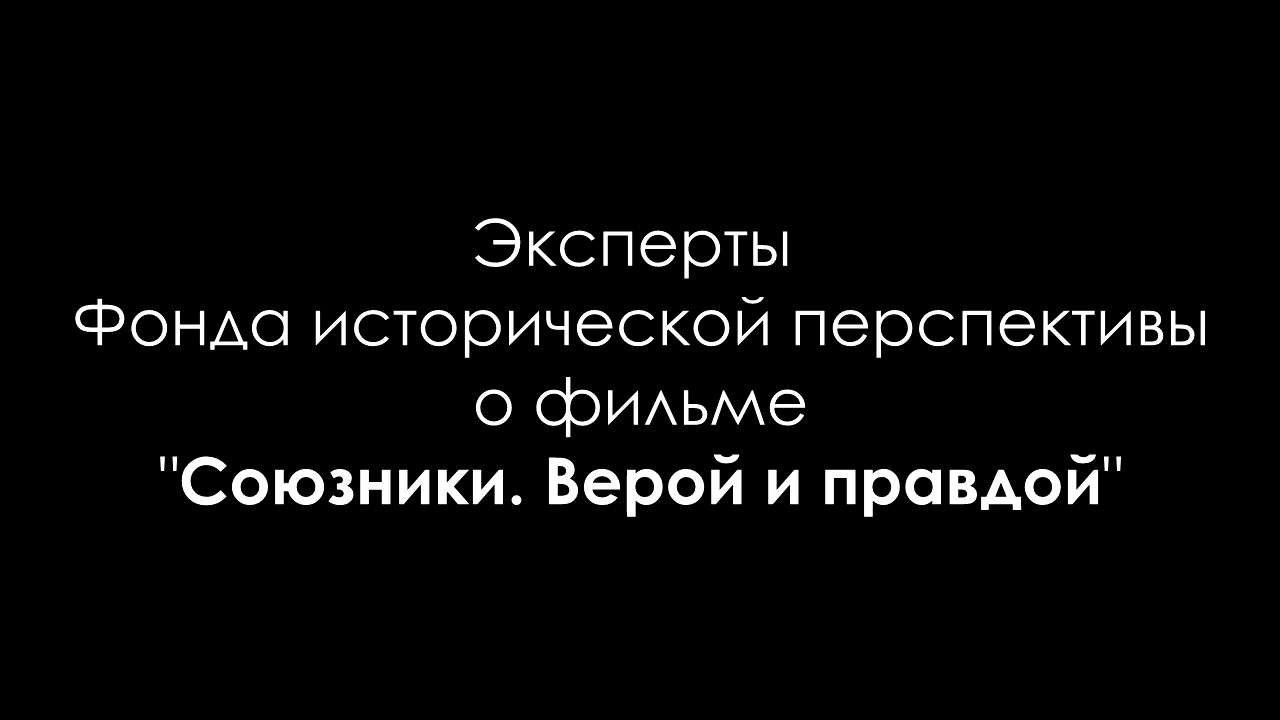 Эксперты
Фонда исторической перспективы
о фильме
"Союзники. Верой и правдой"